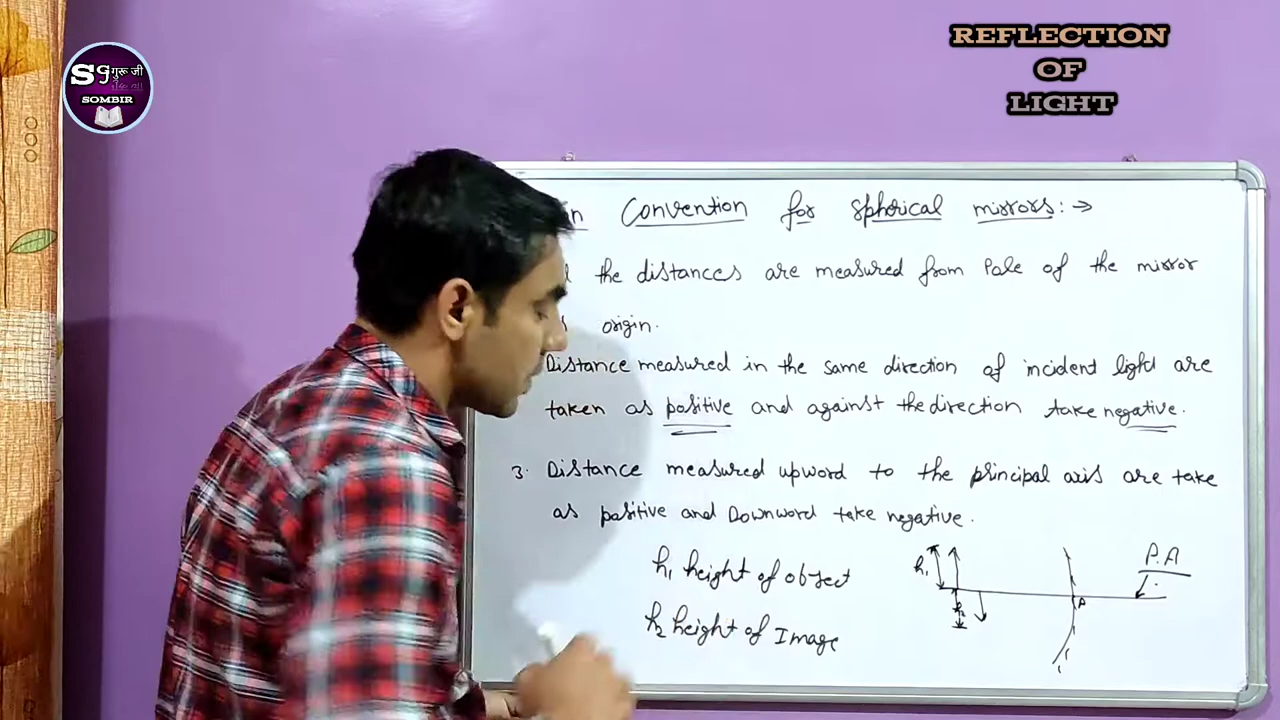 SG गुरू जी
SOMBIR
REFLECTION
OF
LIGHT
Convention for spherical mirrors:→
the distances are measured from Pole of the mirror
origin.
Distance measured in the same direction of incident light are
taken as positive and against the direction take negative.
3. Distance measured upword to the principal axis are take
as positive and Downword take negative.
h1 height of object
h2 height of Image
h1
h2
P
P.A